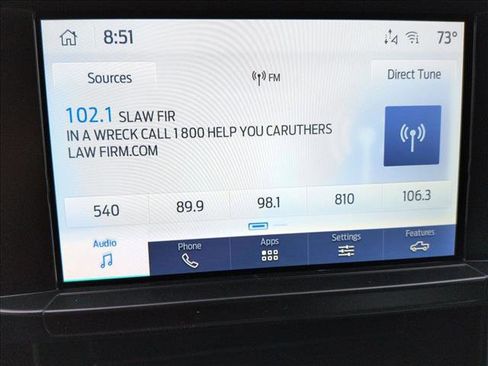 8:51
73°
Sources
FM
Direct Tune
102.1 SLAW FIR
IN A WRECK CALL 1 800 HELP YOU CARUTHERS
LAW FIRM.COM
540 89.9 98.1 810 106.3
Audio Phone Apps Settings Features